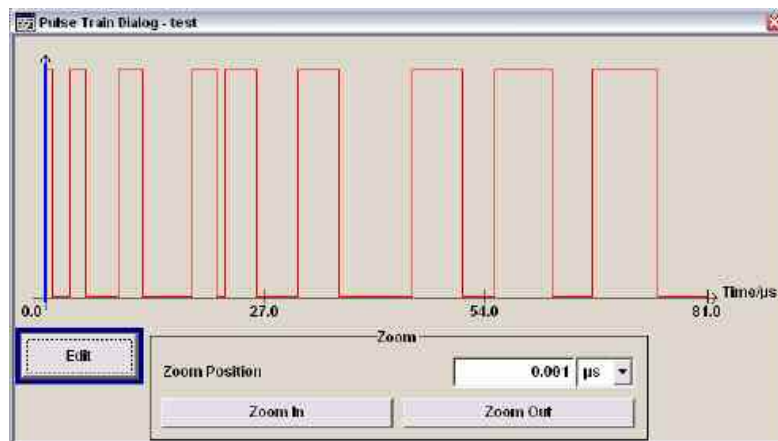 Pulse Train Dialog - test
Time/µs
0.0 27.0 54.0 81.0
Edit
Zoom
Zoom Position 0.001 µs
Zoom In Zoom Out